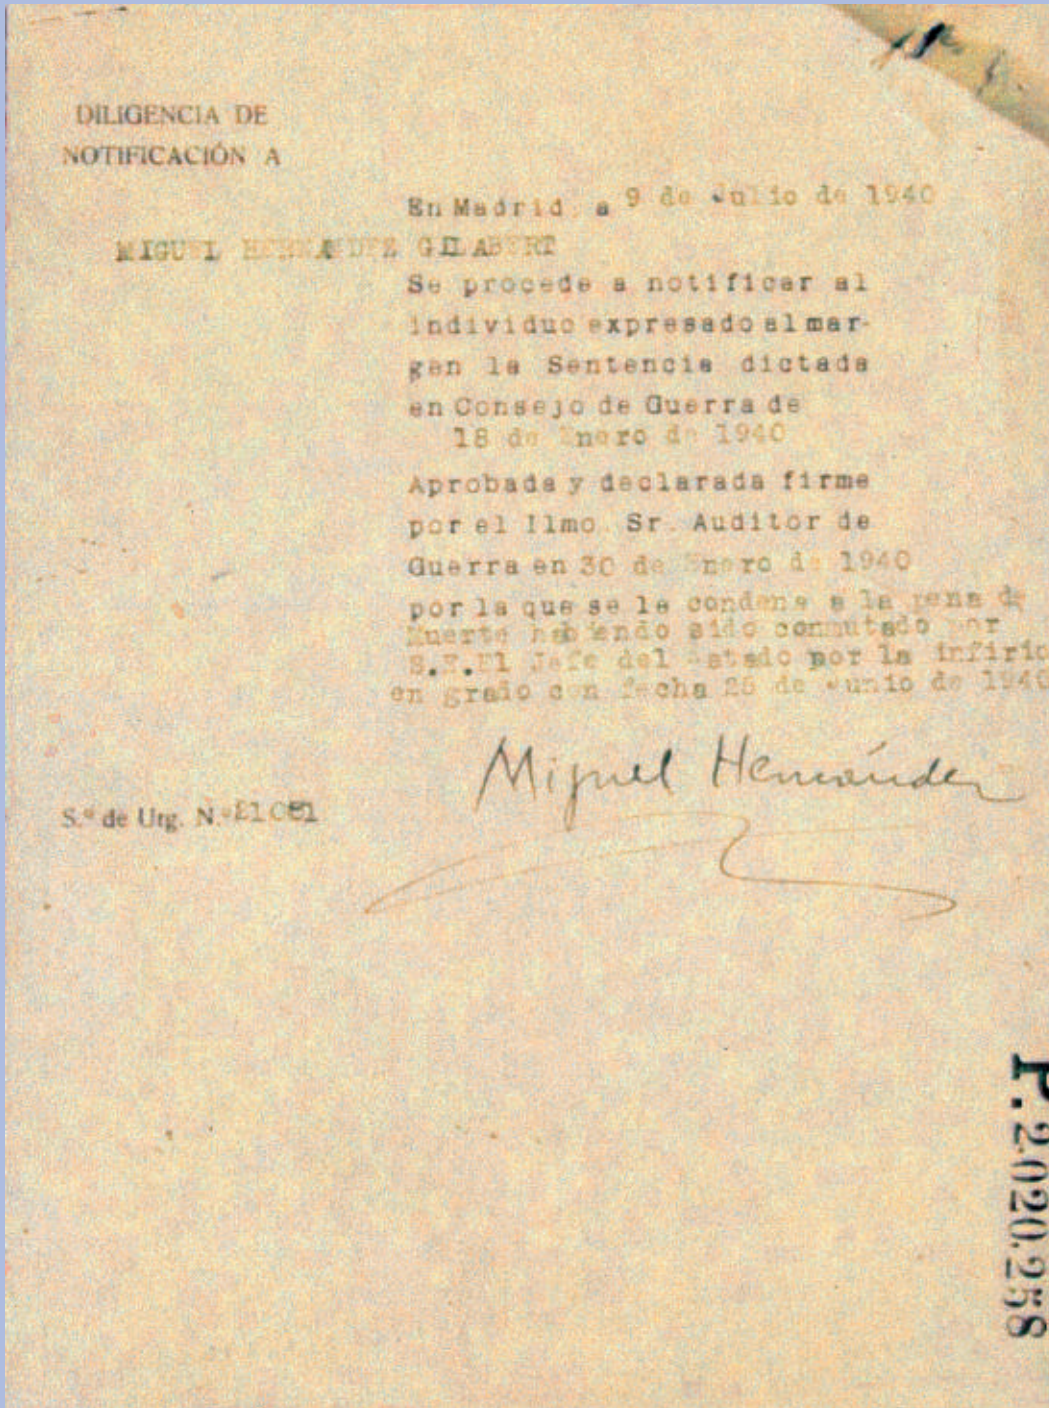 DILIGENCIA DE
NOTIFICACIÓN A
En Madrid a 9 de Julio de 1940
MIGUEL HERNANDEZ GILABERT
Se procede a notificar al
individuo expresado al mar-
gen la Sentencia dictada
en Consejo de Guerra de
18 de Enero de 1940
Aprobada y declarada firme
por el Ilmo. Sr. Auditor de
Guerra en 30 de Enero de 1940
por la que se le condena a la pena de
Muerte habiendo sido conmutado por
S.E.El Jefe del Estado por la infirio
en grado con fecha 25 de Junio de 1940
Miguel Hernández
S.º de Urg. N.º 21001
P.2020.258